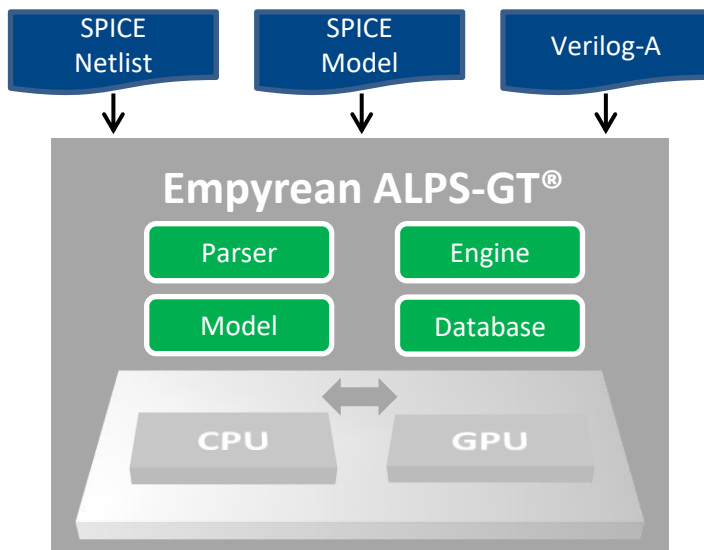 SPICE
Netlist
SPICE
Model
Verilog-A
Empyrean ALPS-GT®
Parser
Engine
Model
Database
CPU
GPU